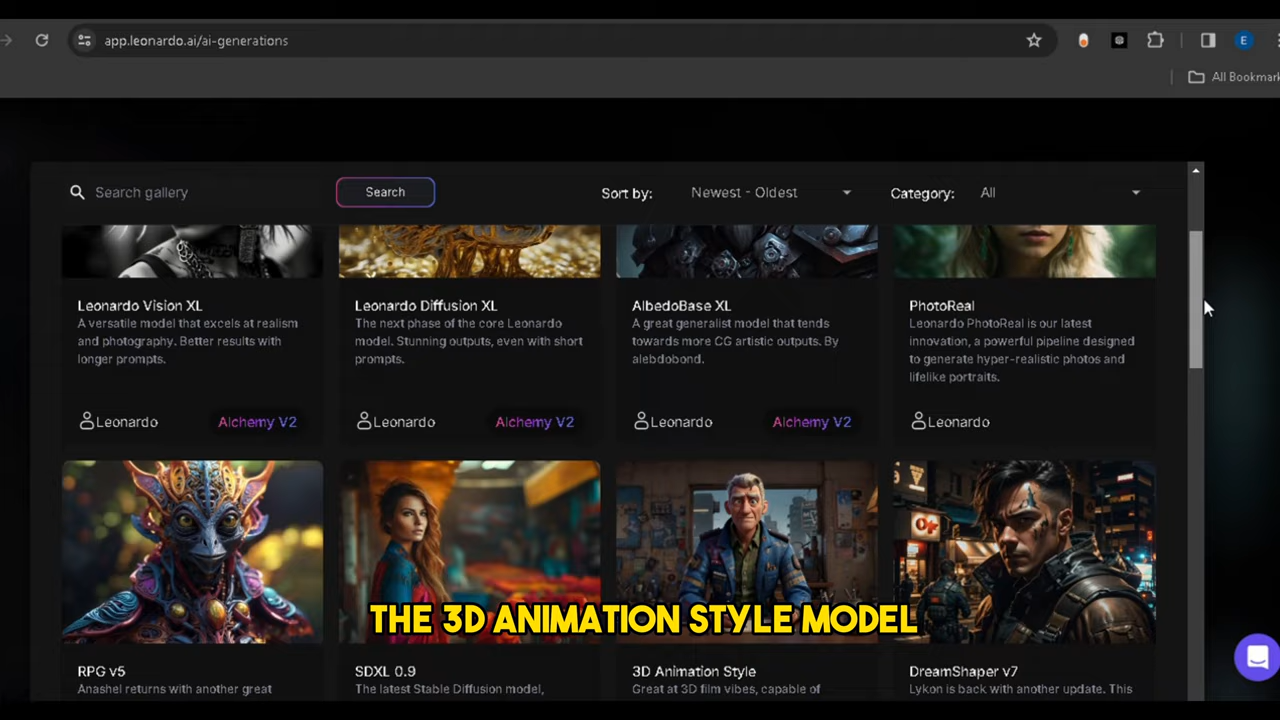 app.leonardo.ai/ai-generations
E
All Bookmark
Search gallery
Search
Sort by:
Newest - Oldest
Category:
All
Leonardo Vision XL
A versatile model that excels at realism
and photography. Better results with
longer prompts.
Leonardo
Alchemy V2
Leonardo Diffusion XL
The next phase of the core Leonardo
model. Stunning outputs, even with short
prompts.
Leonardo
Alchemy V2
AlbedoBase XL
A great generalist model that tends
towards more CG artistic outputs. By
alebdobond.
Leonardo
Alchemy V2
PhotoReal
Leonardo PhotoReal is our latest
innovation, a powerful pipeline designed
to generate hyper-realistic photos and
lifelike portraits.
Leonardo
THE 3D ANIMATION STYLE MODEL
RPG v5
Anashel returns with another great
SDXL 0.9
The latest Stable Diffusion model,
3D Animation Style
Great at 3D film vibes, capable of
DreamShaper v7
Lykon is back with another update. This